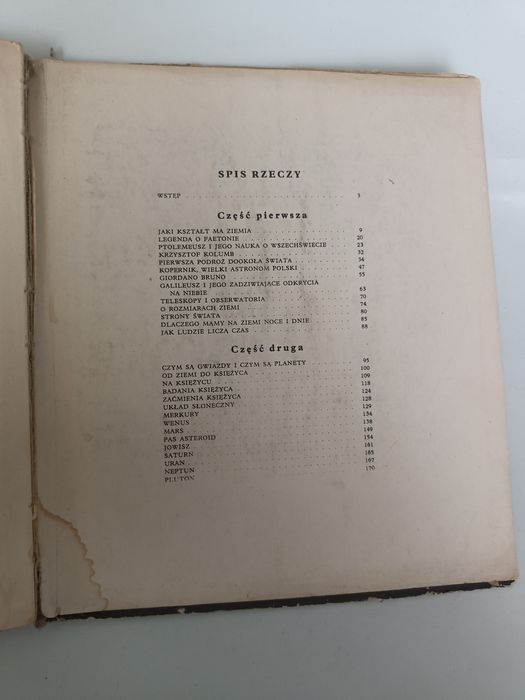 SPIS RZECZY
WSTĘP . . . . . . . . . . . . . . . . . . . . 3
Część pierwsza
JAKI KSZTAŁT MA ZIEMIA . . . . . . . . . . 9
LEGENDA O FAETONIE . . . . . . . . . . 20
PTOLEMEUSZ I JEGO NAUKA O WSZECHŚWIECIE . . 23
KRZYSZTOF KOLUMB . . . . . . . . . . 32
PIERWSZA PODRÓŻ DOOKOŁA ŚWIATA . . . . . . 34
KOPERNIK, WIELKI ASTRONOM POLSKI . . . . . . 47
GIORDANO BRUNO . . . . . . . . . . 55
GALILEUSZ I JEGO ZADZIWIAJĄCE ODKRYCIA
NA NIEBIE . . . . . . . . . . 63
TELESKOPY I OBSERWATORIA . . . . . . . . 70
O ROZMIARACH ZIEMI . . . . . . . . . . 74
STRONY ŚWIATA . . . . . . . . . . 80
DLACZEGO MAMY NA ZIEMI NOCE I DNIE . . . . . . 85
JAK LUDZIE LICZĄ CZAS . . . . . . . . . . 88
Część druga
CZYM SĄ GWIAZDY I CZYM SĄ PLANETY . . . . . . 95
OD ZIEMI DO KSIĘŻYCA . . . . . . . . . . 100
NA KSIĘŻYCU . . . . . . . . . . 109
BADANIA KSIĘŻYCA . . . . . . . . . . 118
ZAĆMIENIA KSIĘŻYCA . . . . . . . . . . 124
UKŁAD SŁONECZNY . . . . . . . . . . 128
MERKURY . . . . . . . . . . 129
WENUS . . . . . . . . . . 134
MARS . . . . . . . . . . 138
PAS ASTEROID . . . . . . . . . . 149
JOWISZ . . . . . . . . . . 154
SATURN . . . . . . . . . . 161
URAN . . . . . . . . . . 165
NEPTUN . . . . . . . . . . 167
PLUTON . . . . . . . . . . 170